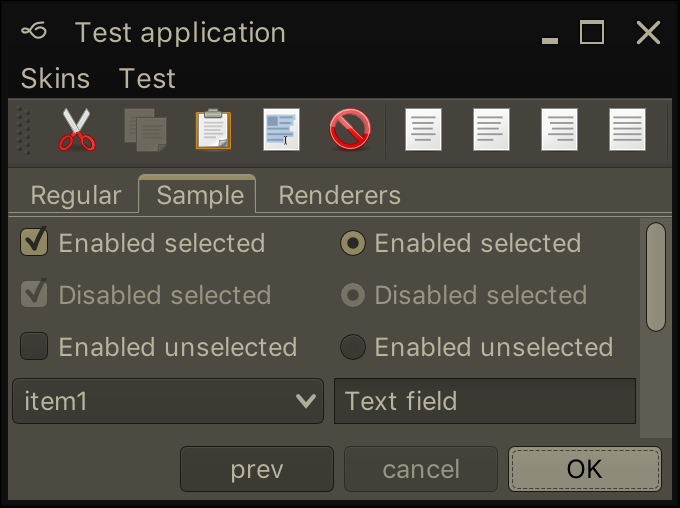 Test application
Skins Test
Regular Sample Renderers
Enabled selected Enabled selected
Disabled selected Disabled selected
Enabled unselected Enabled unselected
item1 Text field
prev cancel OK